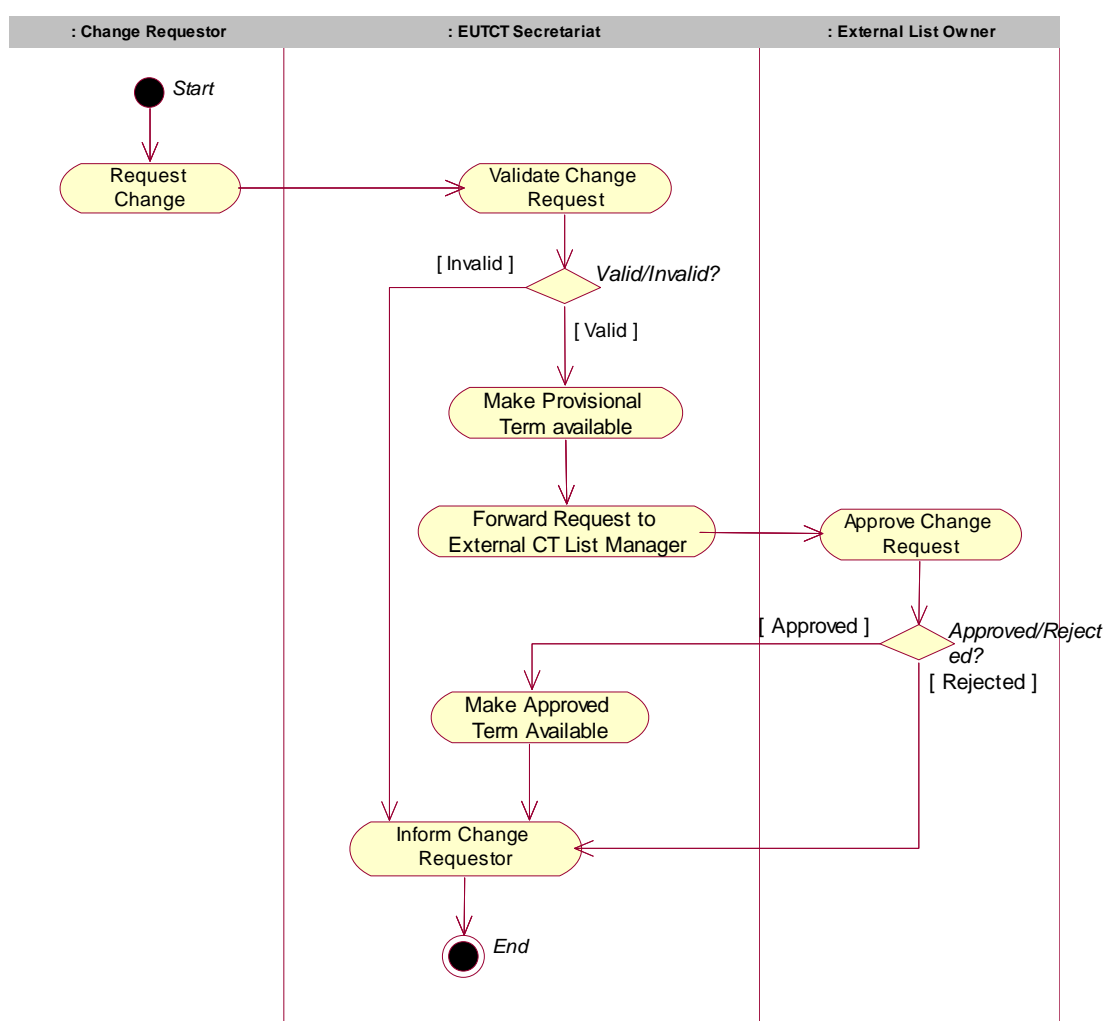 : Change Requestor
: EUTCT Secretariat
: External List Owner
Start
Request
Change
Validate Change
Request
[ Invalid ]
Valid/Invalid?
[ Valid ]
Make Provisional
Term available
Forward Request to
External CT List Manager
Approve Change
Request
[ Approved ]
Approved/Reject
ed?
[ Rejected ]
Make Approved
Term Available
Inform Change
Requestor
End